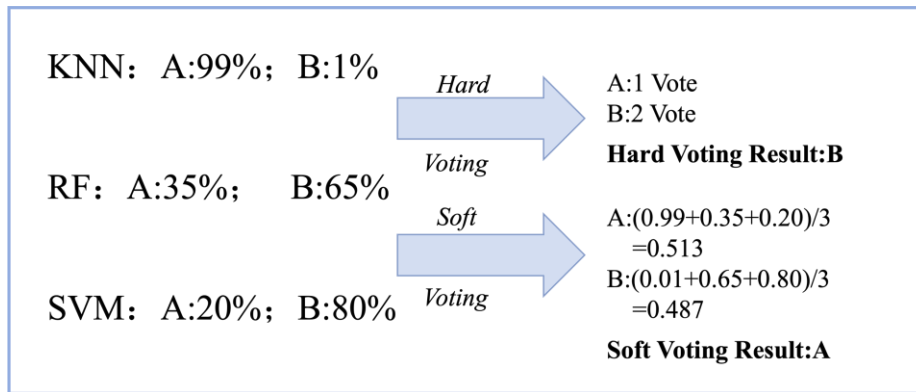 KNN：A:99%；B:1%
RF：A:35%；B:65%
SVM：A:20%；B:80%
Hard
Voting
Soft
Voting
A:1 Vote
B:2 Vote
Hard Voting Result:B
A:(0.99+0.35+0.20)/3
=0.513
B:(0.01+0.65+0.80)/3
=0.487
Soft Voting Result:A